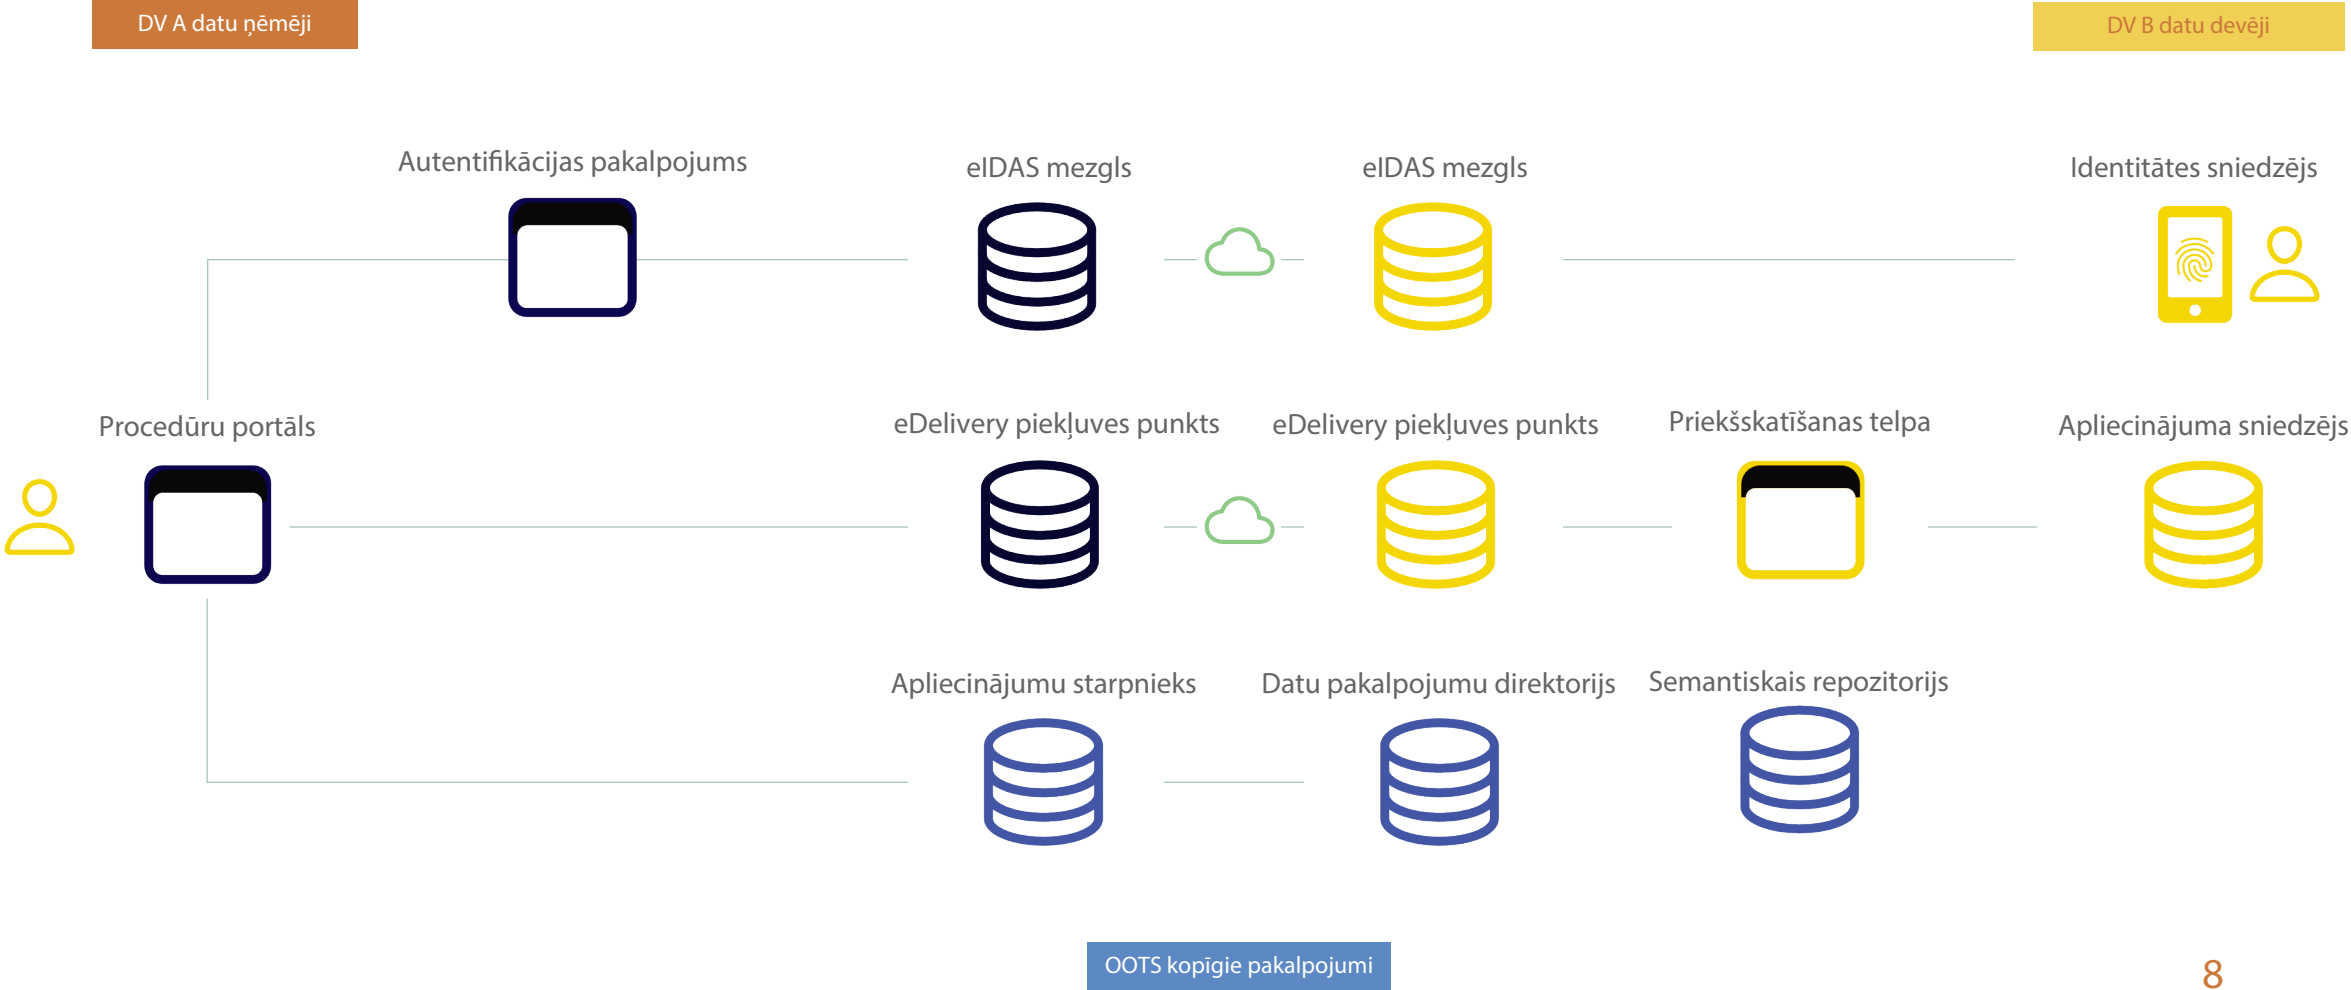 DV A datu ņēmēji
DV B datu devēji
Autentifikācijas pakalpojums
eIDAS mezgls
eIDAS mezgls
Identitātes sniedzējs
Procedūru portāls
eDelivery piekļuves punkts
eDelivery piekļuves punkts
Priekšskatīšanas telpa
Apliecinājuma sniedzējs
Apliecinājumu starpnieks
Datu pakalpojumu direktorijs
Semantiskais repozitorijs
OOTS kopīgie pakalpojumi
8